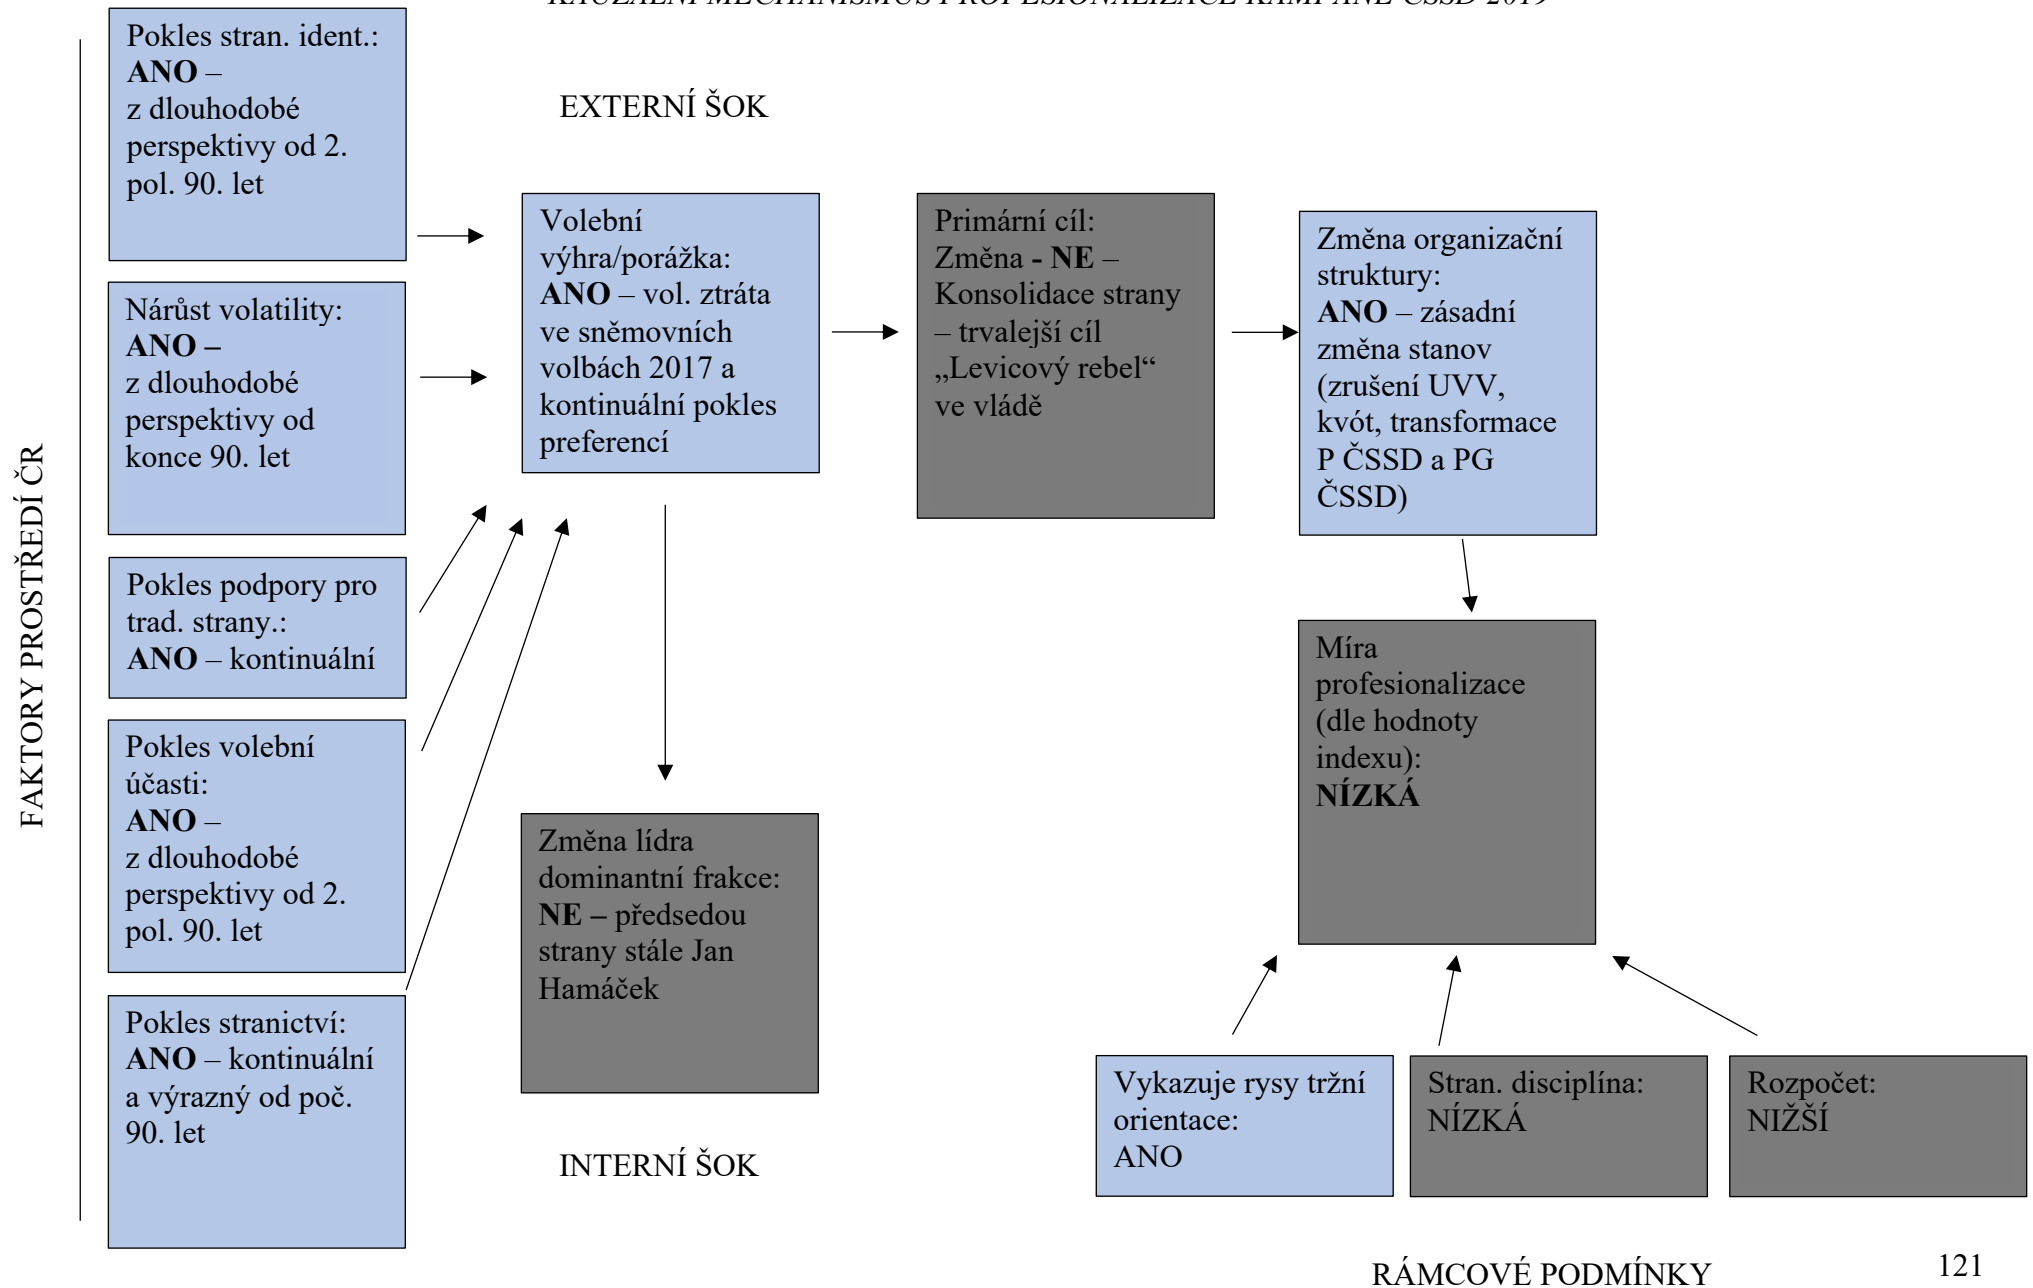 KAUZÁLNÍ MECHANISMUS PROFESIONALIZACE KAMPANĚ ČSSD 2019
FAKTORY PROSTŘEDÍ ČR
Pokles stran. ident.:
ANO –
z dlouhodobé
perspektivy od 2.
pol. 90. let
Nárůst volatility:
ANO –
z dlouhodobé
perspektivy od
konce 90. let
Pokles podpory pro
trad. strany.:
ANO – kontinuální
Pokles volební
účasti:
ANO –
z dlouhodobé
perspektivy od 2.
pol. 90. let
Pokles stranictví:
ANO – kontinuální
a výrazný od poč.
90. let
EXTERNÍ ŠOK
Volební
výhra/porážka:
ANO – vol. ztráta
ve sněmovních
volbách 2017 a
kontinuální pokles
preferencí
Změna lídra
dominantní frakce:
NE – předsedou
strany stále Jan
Hamáček
INTERNÍ ŠOK
Primární cíl:
Změna - NE –
Konsolidace strany
– trvalejší cíl
„Levicový rebel“
ve vládě
Změna organizační
struktury:
ANO – zásadní
změna stanov
(zrušení UVV,
kvót, transformace
P ČSSD a PG
ČSSD)
Míra
profesionalizace
(dle hodnoty
indexu):
NÍZKÁ
Vykazuje rysy tržní
orientace:
ANO
Stran. disciplína:
NÍZKÁ
Rozpočet:
NIŽŠÍ
RÁMCOVÉ PODMÍNKY
121